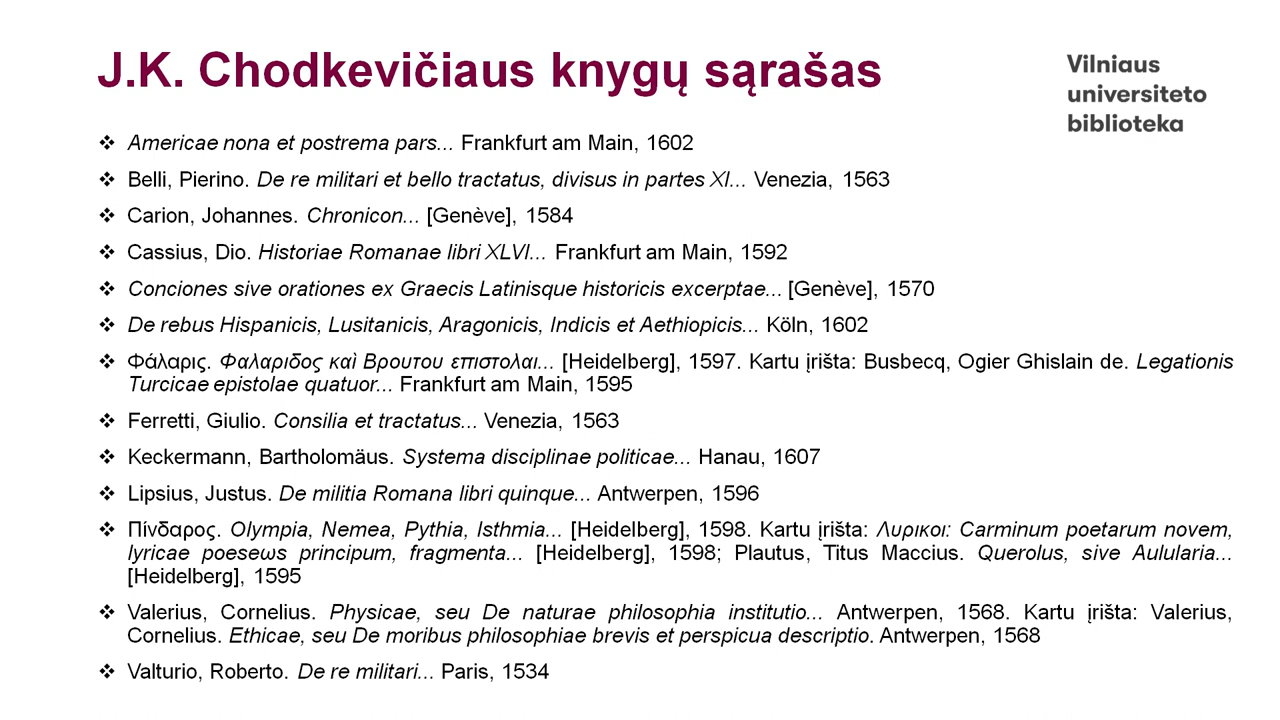 J.K. Chodkevičiaus knygų sąrašas
Vilniaus
universiteto
biblioteka
❖ Americae nona et postrema pars... Frankfurt am Main, 1602
❖ Belli, Pierino. De re militari et bello tractatus, divisus in partes XI... Venezia, 1563
❖ Carion, Johannes. Chronicon... [Genève], 1584
❖ Cassius, Dio. Historiae Romanae libri XLVI... Frankfurt am Main, 1592
❖ Conciones sive orationes ex Graecis Latinisque historicis excerptae... [Genève], 1570
❖ De rebus Hispanicis, Lusitanicis, Aragonicis, Indicis et Aethiopicis... Köln, 1602
❖ Φάλαρις. Φαλαριδος καὶ Βρουτου επιστολαι... [Heidelberg], 1597. Kartu įrišta: Busbecq, Ogier Ghislain de. Legationis
Turcicae epistolae quatuor... Frankfurt am Main, 1595
❖ Ferretti, Giulio. Consilia et tractatus... Venezia, 1563
❖ Keckermann, Bartholomäus. Systema disciplinae politicae... Hanau, 1607
❖ Lipsius, Justus. De militia Romana libri quinque... Antwerpen, 1596
❖ Πίνδαρος. Olympia, Nemea, Pythia, Isthmia... [Heidelberg], 1598. Kartu įrišta: Λυρικοι: Carminum poetarum novem,
lyricae poeseωs principum, fragmenta... [Heidelberg], 1598; Plautus, Titus Maccius. Querolus, sive Aulularia...
[Heidelberg], 1595
❖ Valerius, Cornelius. Physicae, seu De naturae philosophia institutio... Antwerpen, 1568. Kartu įrišta: Valerius,
Cornelius. Ethicae, seu De moribus philosophiae brevis et perspicua descriptio. Antwerpen, 1568
❖ Valturio, Roberto. De re militari... Paris, 1534